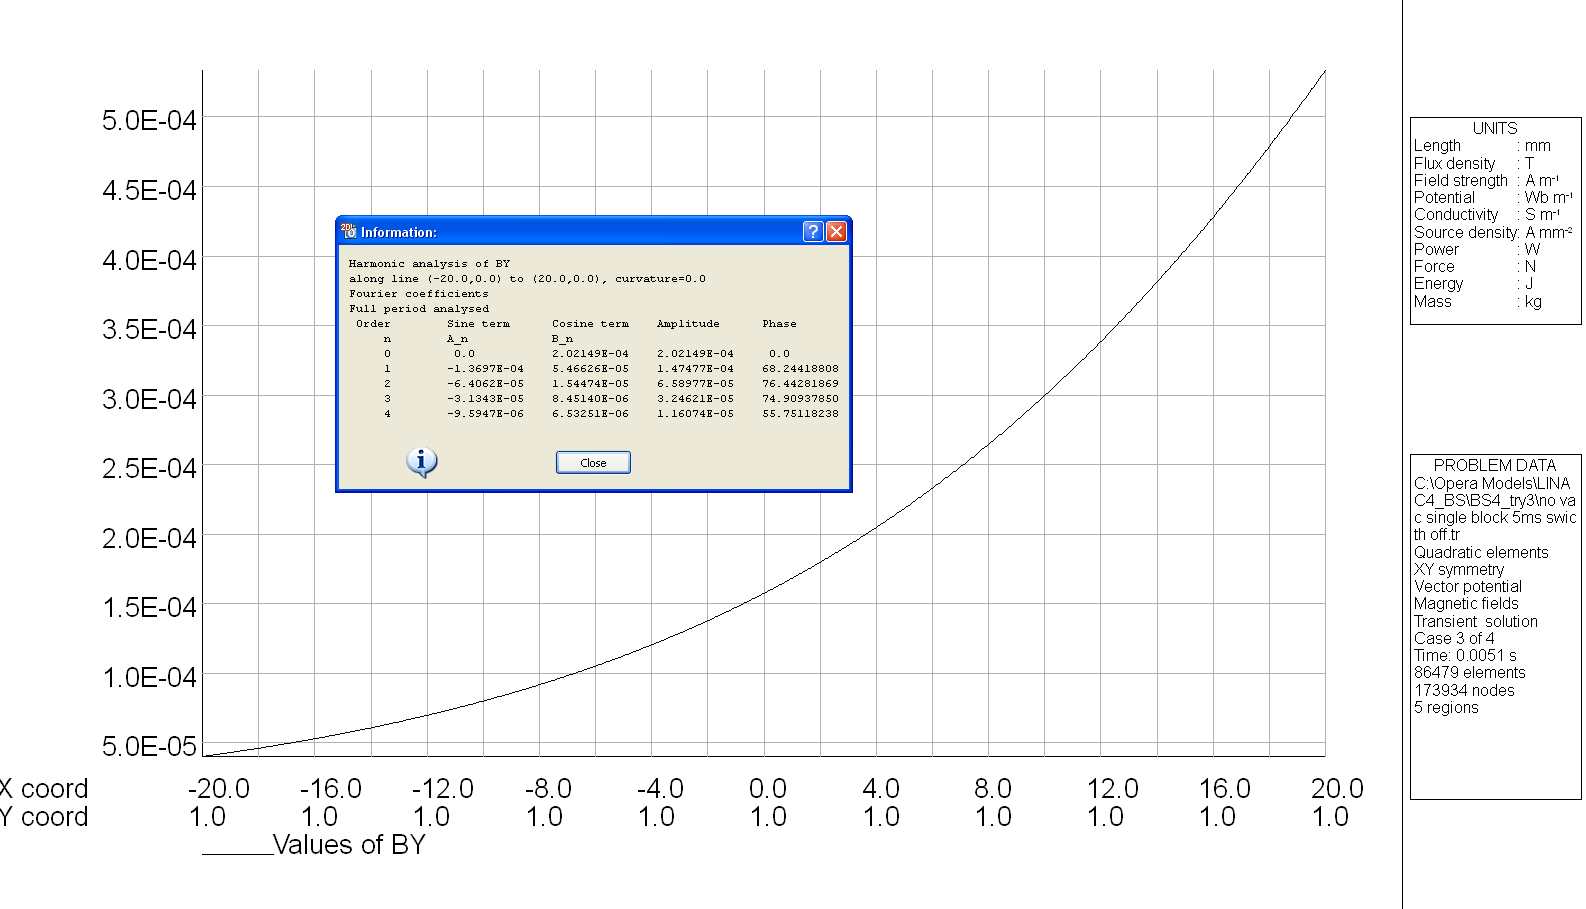 5.0E-04
4.5E-04
4.0E-04
3.5E-04
3.0E-04
2.5E-04
2.0E-04
1.5E-04
1.0E-04
5.0E-05
X coord -20.0 -16.0 -12.0 -8.0 -4.0 0.0 4.0 8.0 12.0 16.0 20.0
Y coord 1.0 1.0 1.0 1.0 1.0 1.0 1.0 1.0 1.0 1.0 1.0
Values of BY
Information:
Harmonic analysis of BY
along line (-20.0,0.0) to (20.0,0.0), curvature=0.0
Fourier coefficients
Full period analysed
Order Sine term Cosine term Amplitude Phase
n A_n B_n
0 0.0 2.02149E-04 2.02149E-04 0.0
1 -1.3697E-04 5.46626E-05 1.47477E-04 68.24418808
2 -6.4062E-05 1.54474E-05 6.58977E-05 76.44281869
3 -3.1343E-05 8.45140E-06 3.24621E-05 74.90937850
4 -9.5947E-06 6.53251E-06 1.16074E-05 55.75118238
Close
UNITS
Length : mm
Flux density : T
Field strength : A m⁻¹
Potential : Wb m⁻¹
Conductivity : S m⁻¹
Source density: A mm⁻²
Power : W
Force : N
Energy : J
Mass : kg
PROBLEM DATA
C:\Opera Models\LINA
C4_BS\BS4_try3\no va
c single block 5ms swic
th off.tr
Quadratic elements
XY symmetry
Vector potential
Magnetic fields
Transient solution
Case 3 of 4
Time: 0.0051 s
86479 elements
173934 nodes
5 regions